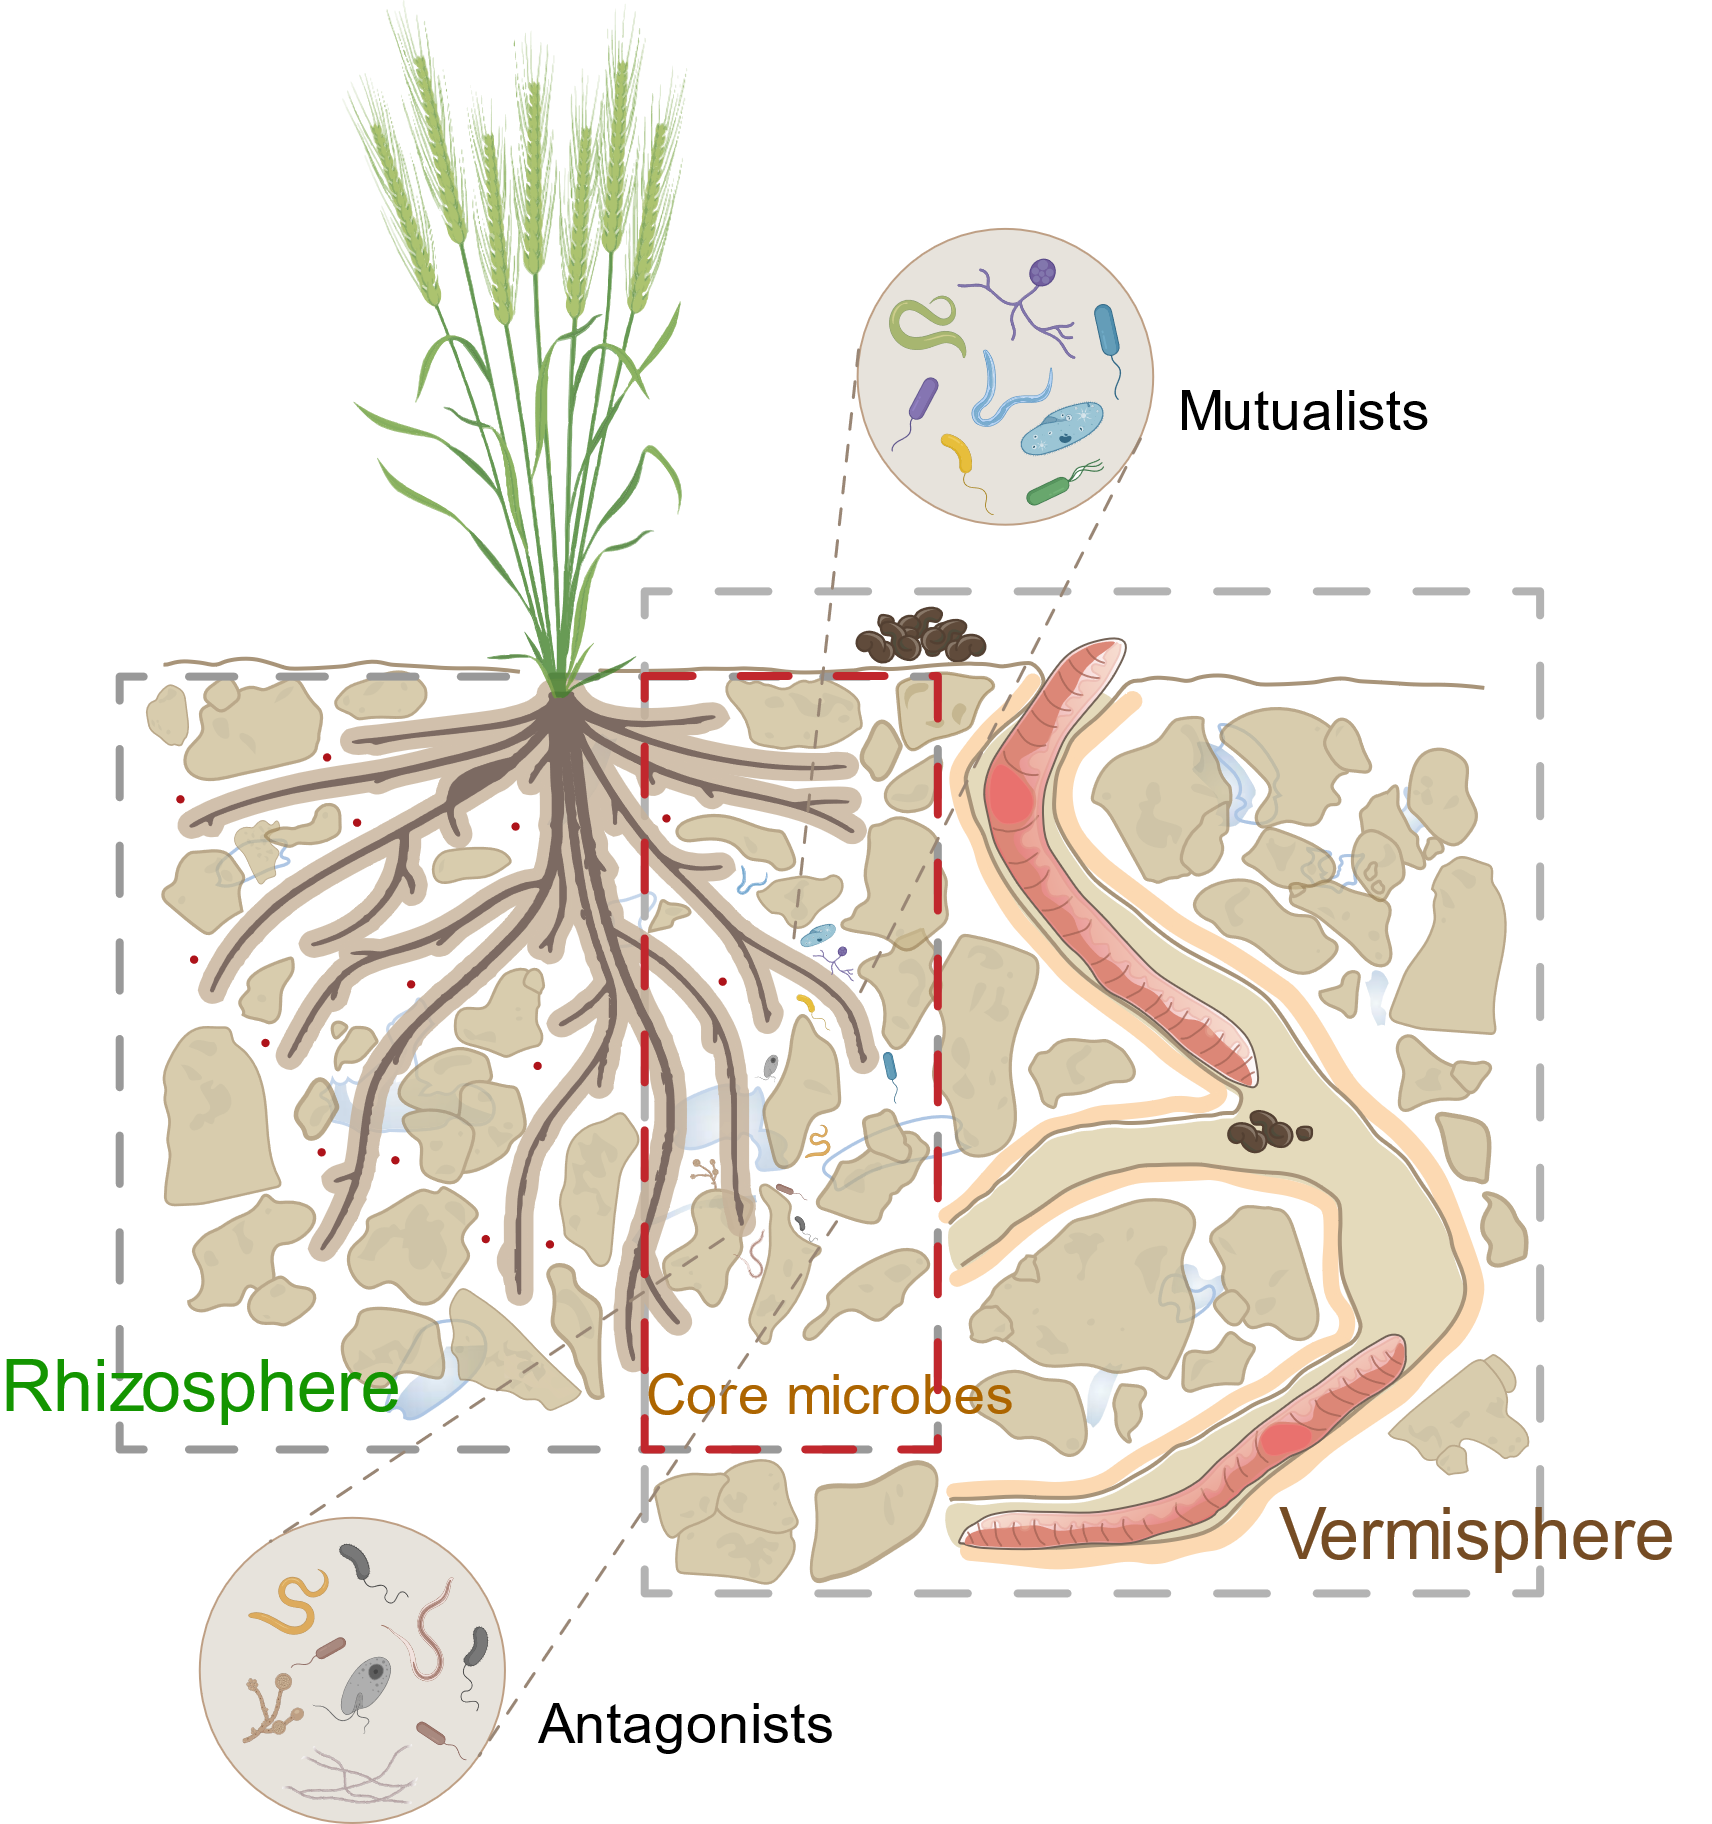 Mutualists
Rhizosphere
Core microbes
Vermisphere
Antagonists